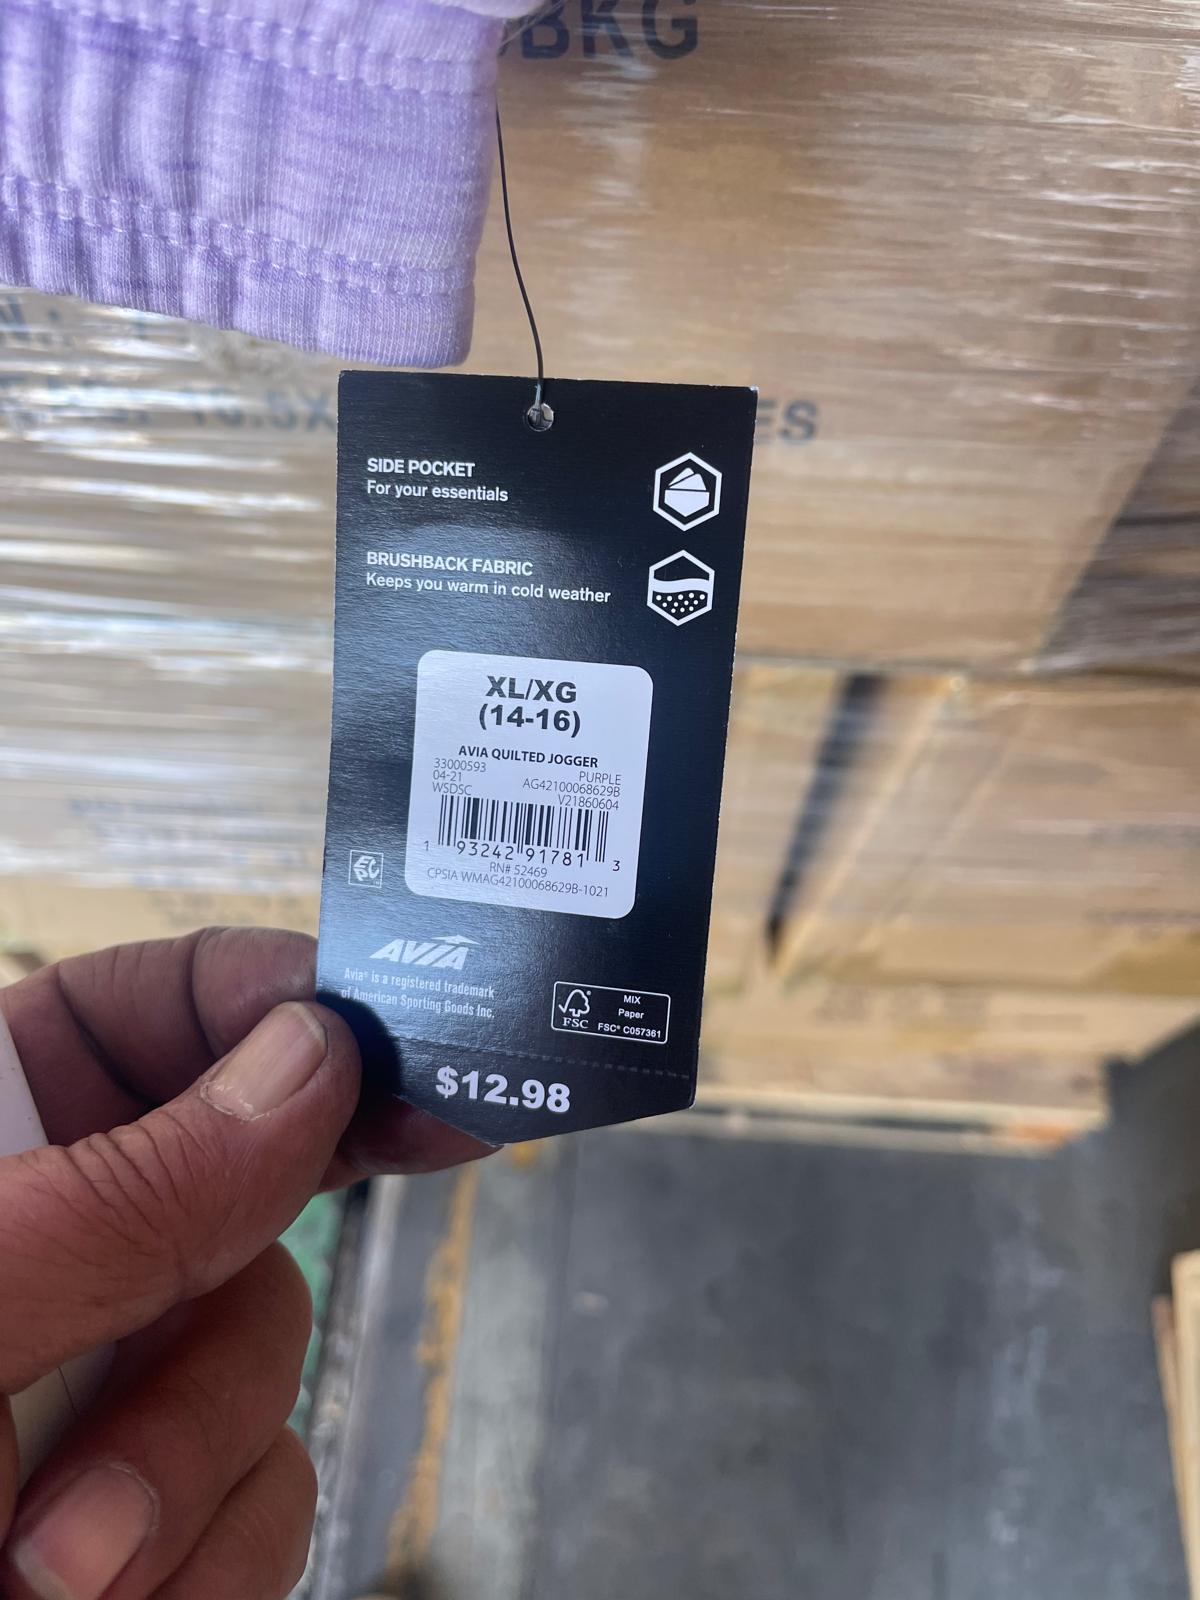 BKG
ES
SIDE POCKET
For your essentials
BRUSHBACK FABRIC
Keeps you warm in cold weather
XL/XG
(14-16)
AVIA QUILTED JOGGER
33000593 PURPLE
04-21 AG42100068629B
WSDSC V21860604
1 93242 91781 3
RN# 52469
CPSIA WMAG42100068629B-1021
AVIA
Avia® is a registered trademark
of American Sporting Goods Inc.
MIX
Paper
FSC FSC® C057361
$12.98